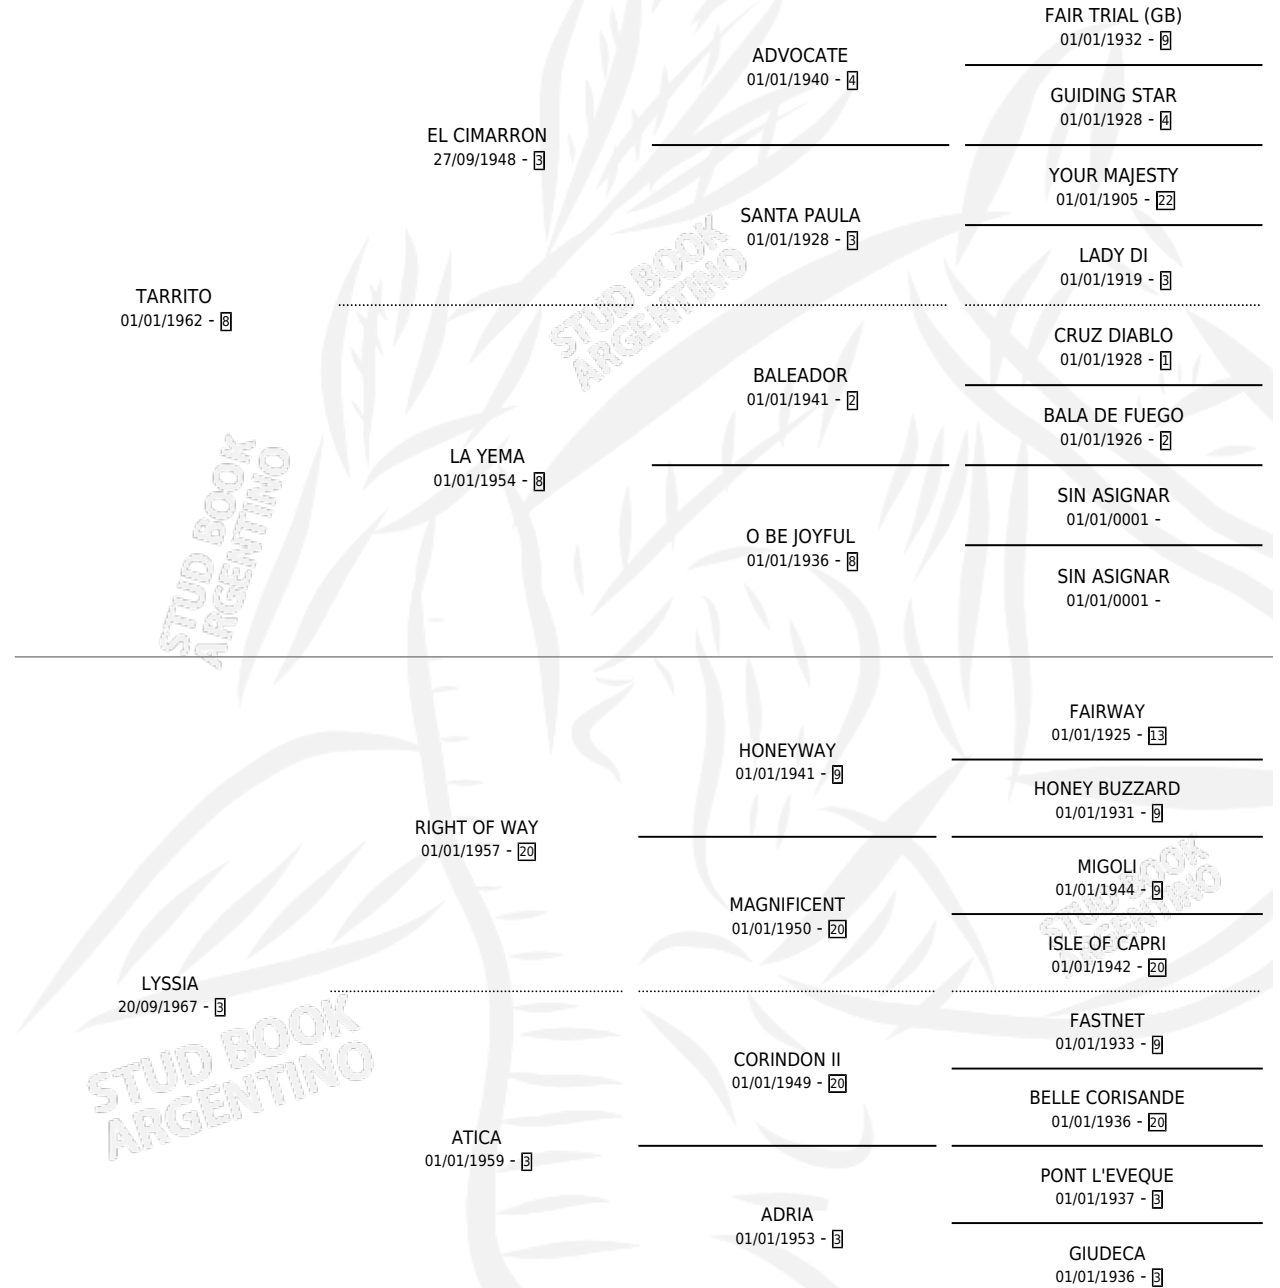 FAIR TRIAL (GB)
01/01/1932 - 9
ADVOCATE
01/01/1940 - 4
GUIDING STAR
01/01/1928 - 4
EL CIMARRON
27/09/1948 - 3
YOUR MAJESTY
01/01/1905 - 22
SANTA PAULA
01/01/1928 - 3
LADY DI
01/01/1919 - 3
TARRITO
01/01/1962 - 8
STUD BOOK
ARGENTINO
CRUZ DIABLO
01/01/1928 - 1
BALEADOR
01/01/1941 - 2
BALA DE FUEGO
01/01/1926 - 2
LA YEMA
01/01/1954 - 8
SIN ASIGNAR
01/01/0001 -
O BE JOYFUL
01/01/1936 - 8
SIN ASIGNAR
01/01/0001 -
STUD BOOK
ARGENTINO
FAIRWAY
01/01/1925 - 13
HONEYWAY
01/01/1941 - 9
HONEY BUZZARD
01/01/1931 - 9
RIGHT OF WAY
01/01/1957 - 20
MIGOLI
01/01/1944 - 9
MAGNIFICENT
01/01/1950 - 20
STUD BOOK
ARGENTINO
ISLE OF CAPRI
01/01/1942 - 20
LYSSIA
20/09/1967 - 3
FASTNET
01/01/1933 - 9
CORINDON II
01/01/1949 - 20
STUD BOOK
ARGENTINO
BELLE CORISANDE
01/01/1936 - 20
ATICA
01/01/1959 - 3
PONT L'EVEQUE
01/01/1937 - 3
ADRIA
01/01/1953 - 3
GIUDECA
01/01/1936 - 3